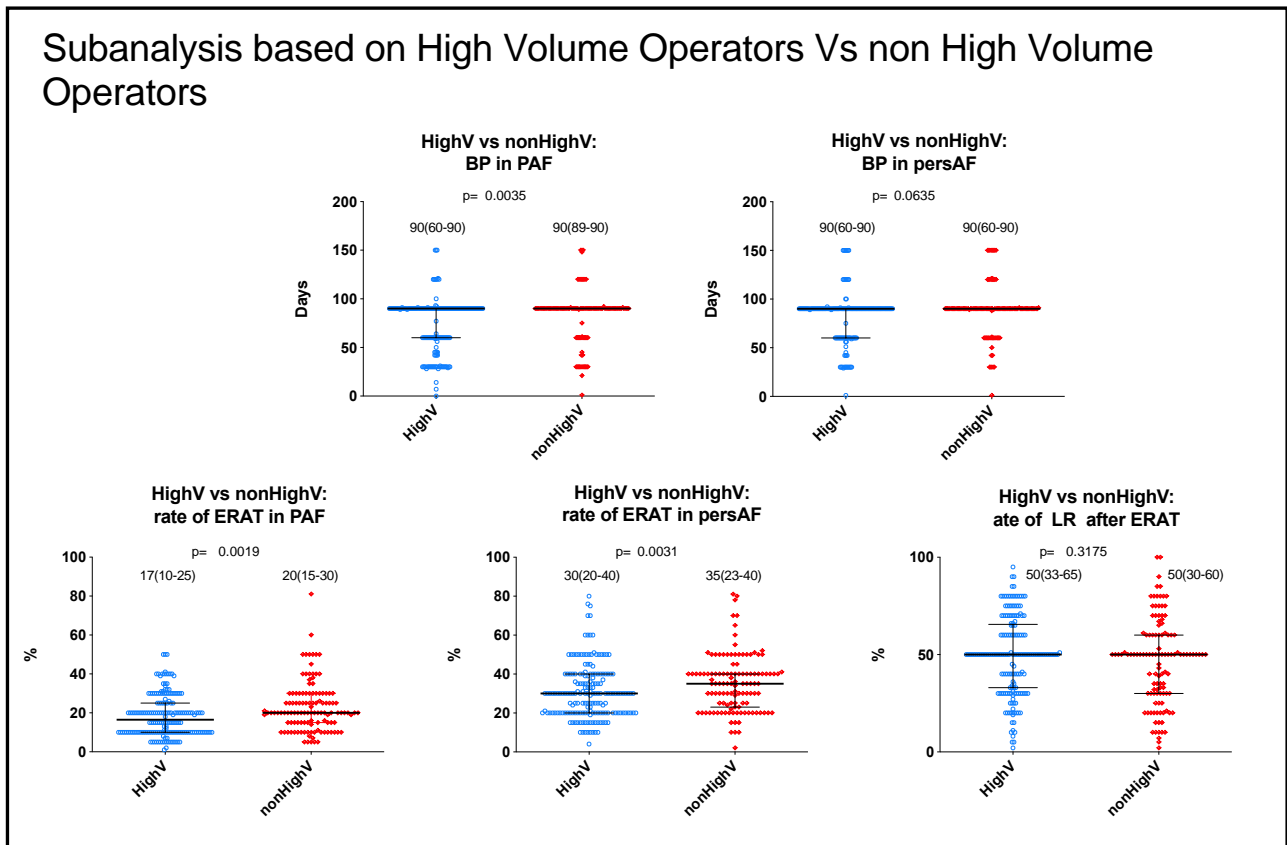 Subanalysis based on High Volume Operators Vs non High Volume
Operators
HighV vs nonHighV:
BP in PAF
p= 0.0035
90(60-90)
90(89-90)
200
150
100
50
0
Days
HighV
nonHighV
HighV vs nonHighV:
BP in persAF
p= 0.0635
90(60-90)
90(60-90)
200
150
100
50
0
Days
HighV
nonHighV
HighV vs nonHighV:
rate of ERAT in PAF
p= 0.0019
17(10-25)
20(15-30)
100
80
60
40
20
0
%
HighV
nonHighV
HighV vs nonHighV:
rate of ERAT in persAF
p= 0.0031
30(20-40)
35(23-40)
100
80
60
40
20
0
%
HighV
nonHighV
HighV vs nonHighV:
ate of LR after ERAT
p= 0.3175
50(33-65)
50(30-60)
100
50
0
%
HighV
nonHighV